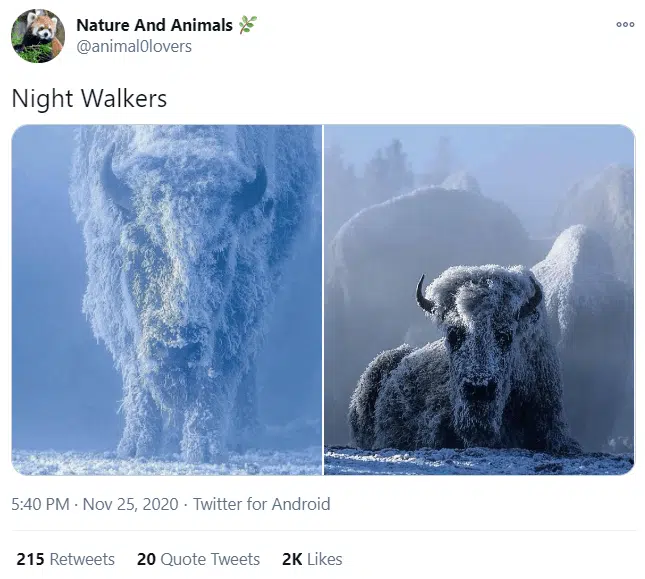 Nature And Animals 🌿
@animal0lovers
Night Walkers
5:40 PM · Nov 25, 2020 · Twitter for Android
215 Retweets 20 Quote Tweets 2K Likes